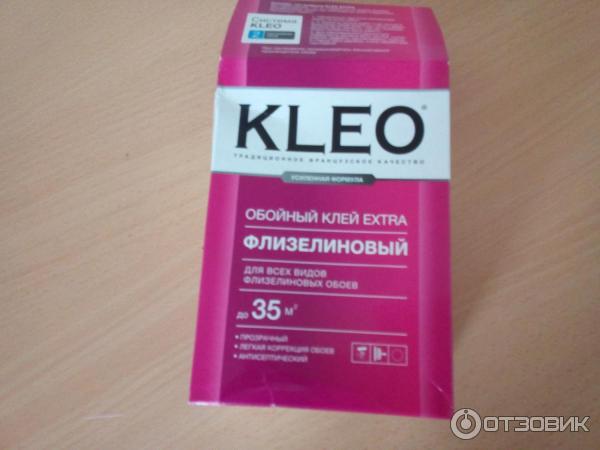 Система
KLEO
KLEO®
ТРАДИЦИОННОЕ ФРАНЦУЗСКОЕ КАЧЕСТВО
УСИЛЕННАЯ ФОРМУЛА
ОБОЙНЫЙ КЛЕЙ EXTRA
ФЛИЗЕЛИНОВЫЙ
ДЛЯ ВСЕХ ВИДОВ
ФЛИЗЕЛИНОВЫХ ОБОЕВ
до 35 м²
• ПРОЗРАЧНЫЙ
• ЛЕГКАЯ КОРРЕКЦИЯ ОБОЕВ
• АНТИСЕПТИЧЕСКИЙ
ОТЗОВИК